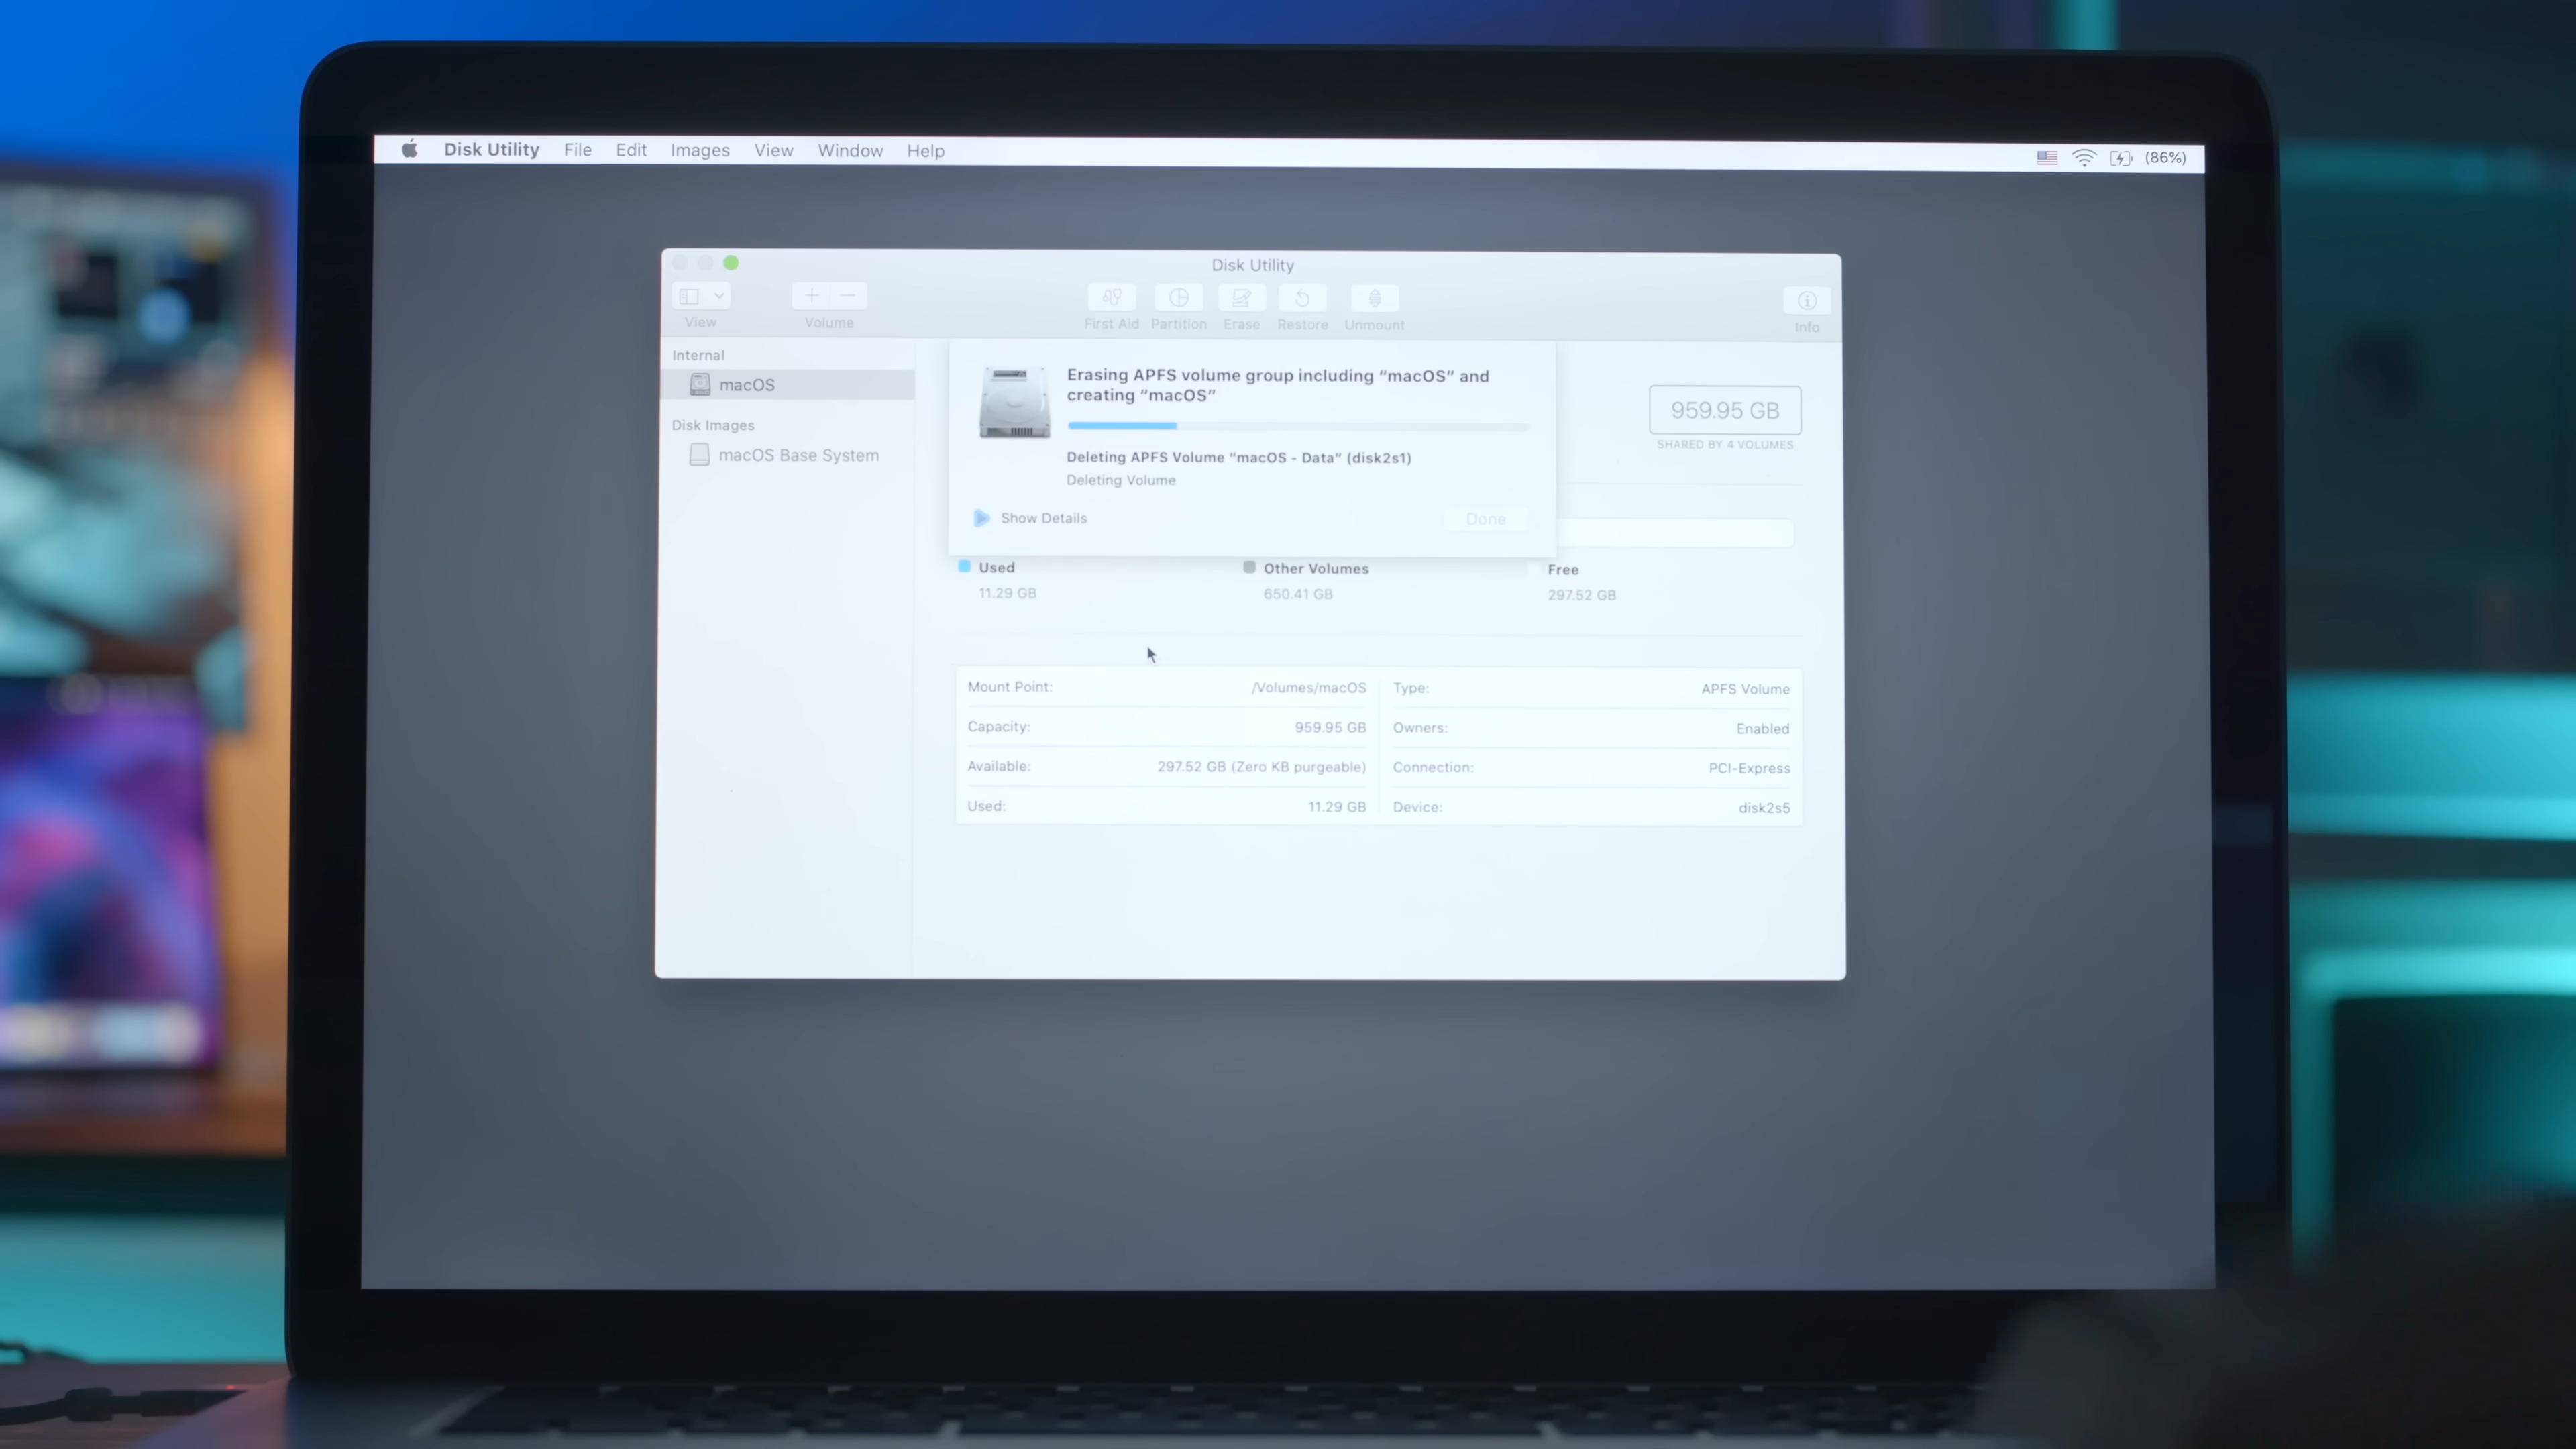 Disk Utility File Edit Images View Window Help (86%)
Disk Utility
View Volume First Aid Partition Erase Restore Unmount Info
Internal
macOS
Disk Images
macOS Base System
Erasing APFS volume group including “macOS” and
creating “macOS”
Deleting APFS Volume “macOS - Data” (disk2s1)
Deleting Volume
Show Details
Done
959.95 GB
SHARED BY 4 VOLUMES
Used
11.29 GB
Other Volumes
650.41 GB
Free
297.52 GB
Mount Point: /Volumes/macOS
Capacity: 959.95 GB
Available: 297.52 GB (Zero KB purgeable)
Used: 11.29 GB
Type: APFS Volume
Owners: Enabled
Connection: PCI-Express
Device: disk2s5